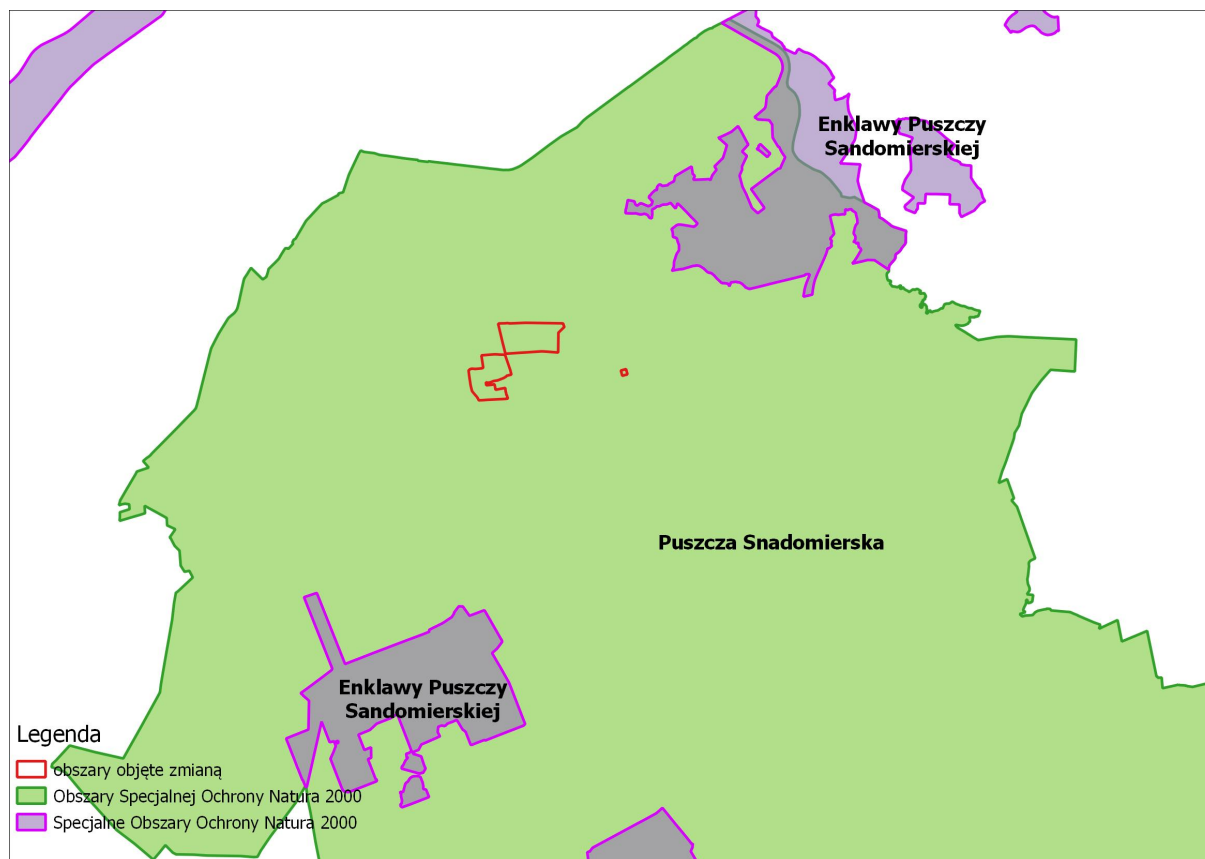 Enklawy Puszczy
Sandomierskiej
Puszcza Snadomierska
Enklawy Puszczy
Sandomierskiej
Legenda
obszary objęte zmianą
Obszary Specjalnej Ochrony Natura 2000
Specjalne Obszary Ochrony Natura 2000